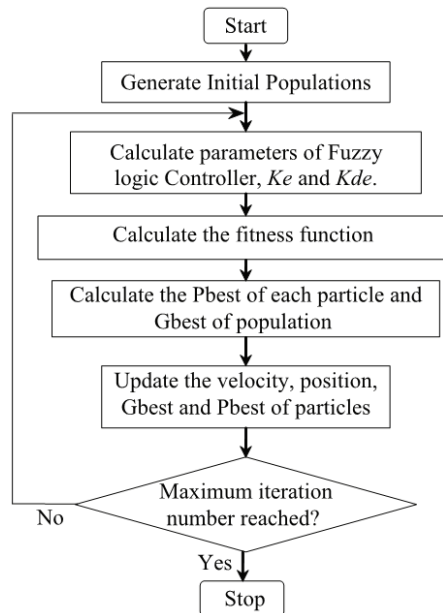 Start
Generate Initial Populations
Calculate parameters of Fuzzy
logic Controller, Ke and Kde.
Calculate the fitness function
Calculate the Pbest of each particle and
Gbest of population
Update the velocity, position,
Gbest and Pbest of particles
Maximum iteration
number reached?
No
Yes
Stop